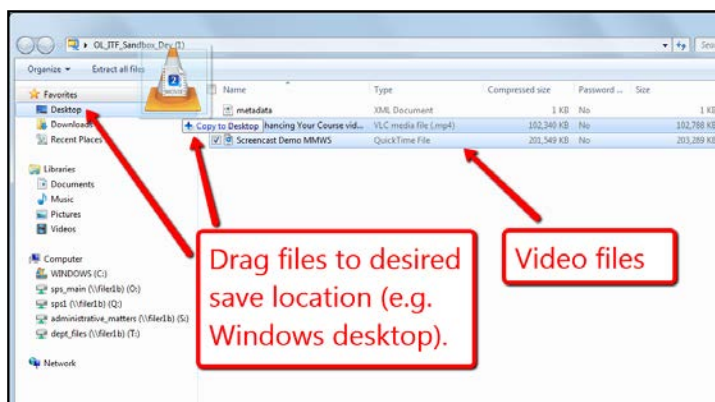 OL_ITF_Sandbox_Dev (1)
Sea
Organize
Extract all files
Name Type Compressed size Password ... Size
Favorites
Desktop
Downloads
Recent Places
metadata XML Document 1 KB No 1 KB
Copy to Desktop
hancing Your Course vid... VLC media file (.mp4) 102,340 KB No 102,788 KB
Screencast Demo MMWS QuickTime File 201,549 KB No 203,289 KB
2
Libraries
Documents
Music
Pictures
Videos
Computer
WINDOWS (C:)
sps_main (\\filer1b) (O:)
sps1 (\\filer1b) (Q:)
administrative_matters (\\filer1b) (S:)
dept_files (\\filer1b) (T:)
Network
Drag files to desired
save location (e.g.
Windows desktop).
Video files